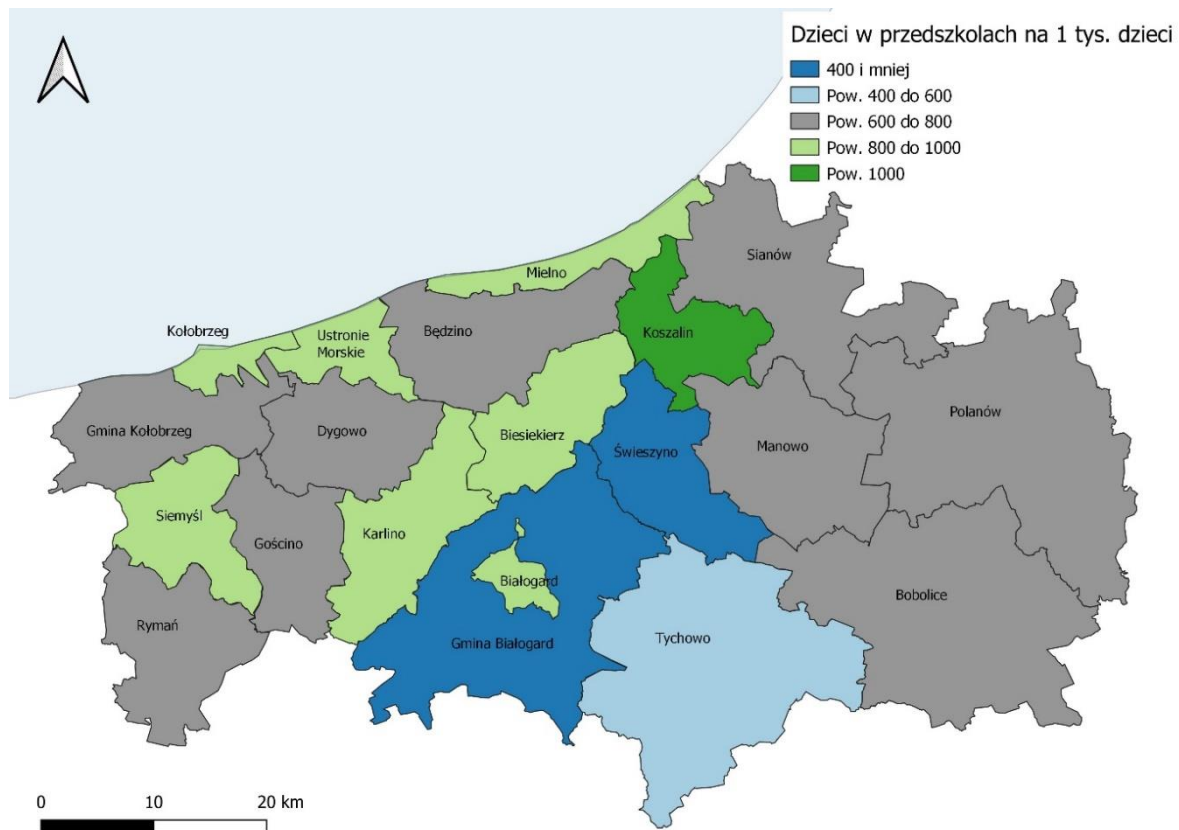 Dzieci w przedszkolach na 1 tys. dzieci
400 i mniej
Pow. 400 do 600
Pow. 600 do 800
Pow. 800 do 1000
Pow. 1000
Sianów
Mielno
Kołobrzeg
Ustronie
Morskie
Będzino
Koszalin
Polanów
Gmina Kołobrzeg
Dygowo
Biesiekierz
Manowo
Świeszyno
Siemyśl
Gościno
Karlino
Białogard
Bobolice
Rymań
Gmina Białogard
Tychowo
0 10 20 km